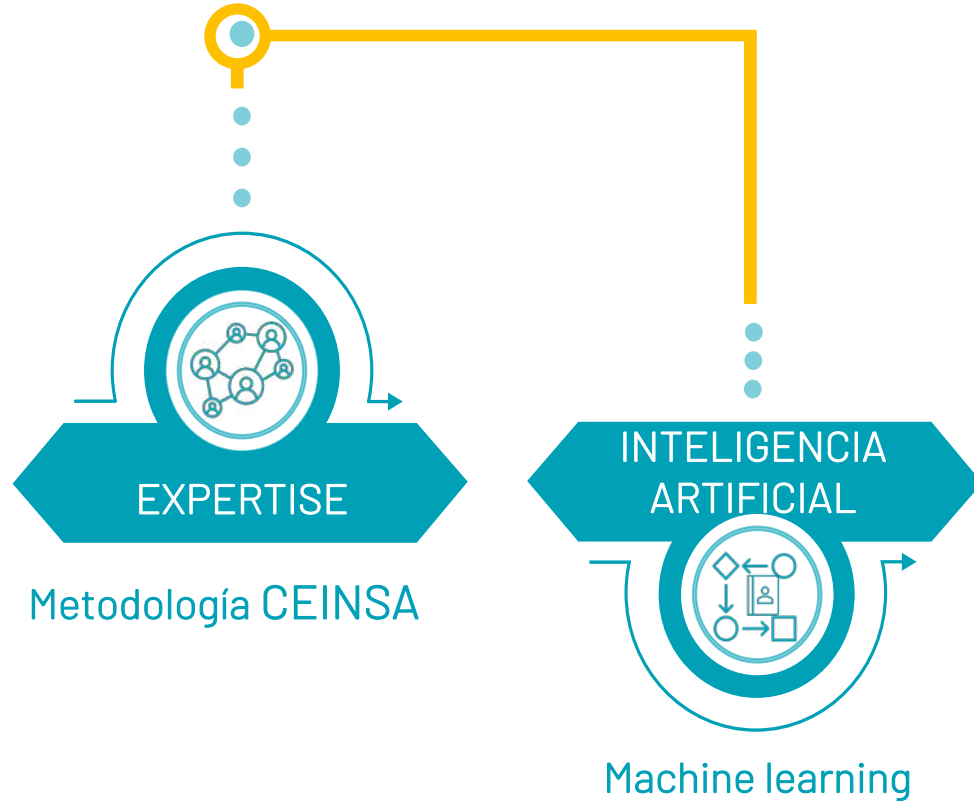 EXPERTISE
Metodología CEINSA
INTELIGENCIA
ARTIFICIAL
Machine learning